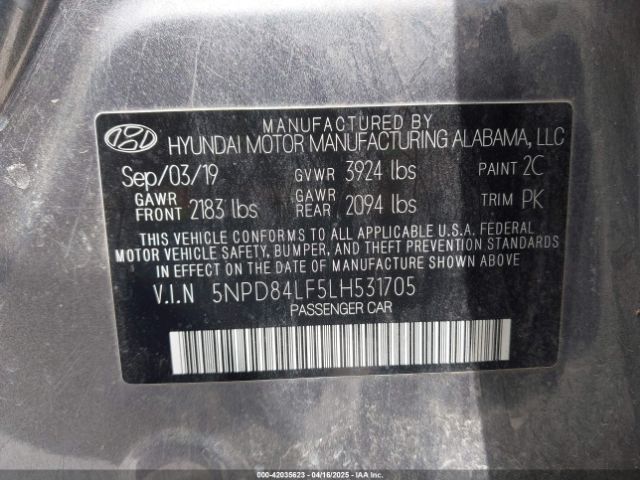 MANUFACTURED BY
HYUNDAI MOTOR MANUFACTURING ALABAMA, LLC
Sep/03/19 GVWR 3924 lbs PAINT 2C
GAWR FRONT 2183 lbs GAWR REAR 2094 lbs TRIM PK
THIS VEHICLE CONFORMS TO ALL APPLICABLE U.S.A. FEDERAL
MOTOR VEHICLE SAFETY, BUMPER, AND THEFT PREVENTION STANDARDS
IN EFFECT ON THE DATE OF MANUFACTURE SHOWN ABOVE.
V.I.N 5NPD84LF5LH531705
PASSENGER CAR
000-42035623 - 04/16/2025 - IAAI.COM